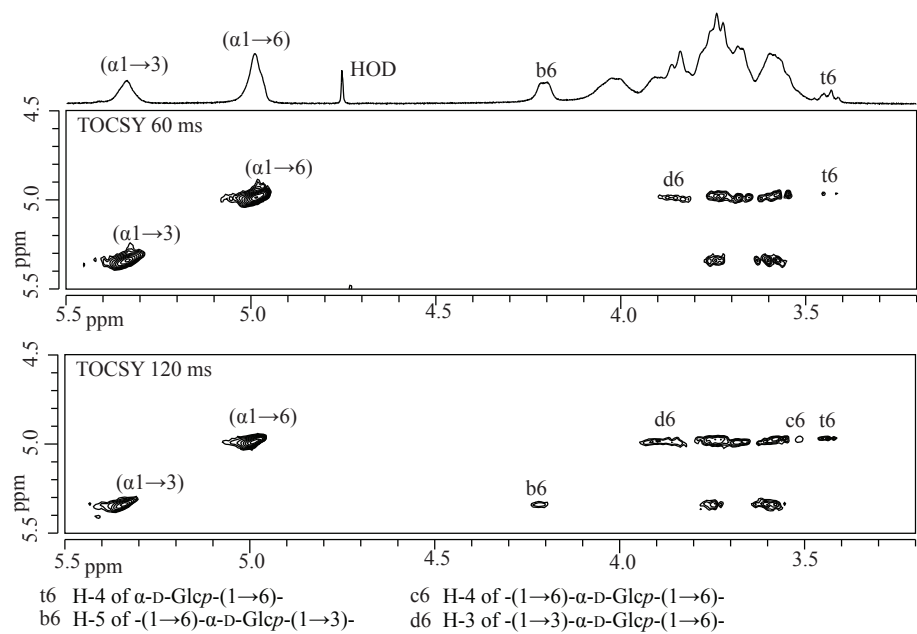 (α1→3)
(α1→6)
HOD
b6
t6
TOCSY 60 ms
(α1→6)
d6
t6
(α1→3)
4.5
5.0
5.5
ppm
5.5
ppm
5.0
4.5
4.0
3.5
TOCSY 120 ms
(α1→6)
d6
c6
t6
(α1→3)
b6
4.5
5.0
5.5
ppm
5.5
ppm
5.0
4.5
4.0
3.5
t6 H-4 of α-D-Glcp-(1→6)-
c6 H-4 of -(1→6)-α-D-Glcp-(1→6)-
b6 H-5 of -(1→6)-α-D-Glcp-(1→3)-
d6 H-3 of -(1→3)-α-D-Glcp-(1→6)-